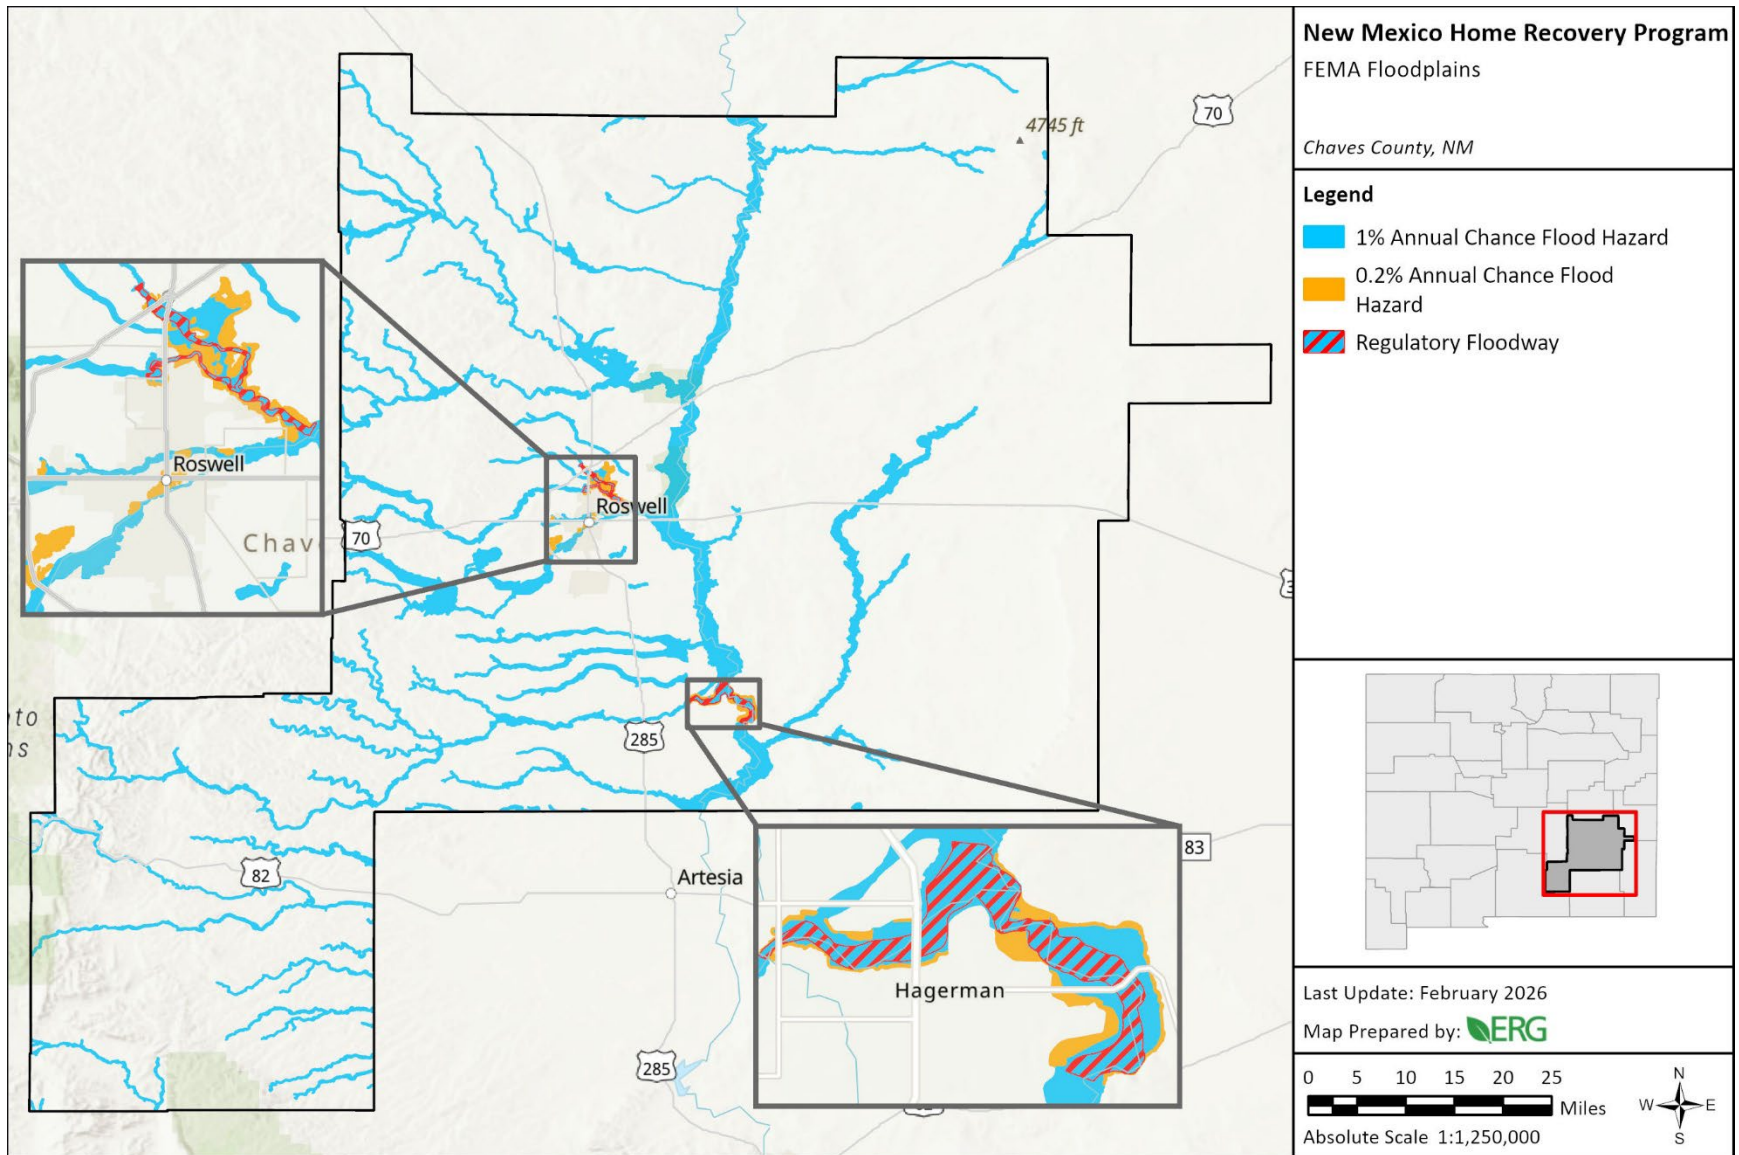 New Mexico Home Recovery Program
FEMA Floodplains
Chaves County, NM
Legend
1% Annual Chance Flood Hazard
0.2% Annual Chance Flood
Hazard
Regulatory Floodway
4745 ft
70
Roswell
Roswell
Chav
70
285
82
Artesia
83
Hagerman
285
Last Update: February 2026
Map Prepared by: ERG
0 5 10 15 20 25
Miles
Absolute Scale 1:1,250,000
N
W E
S